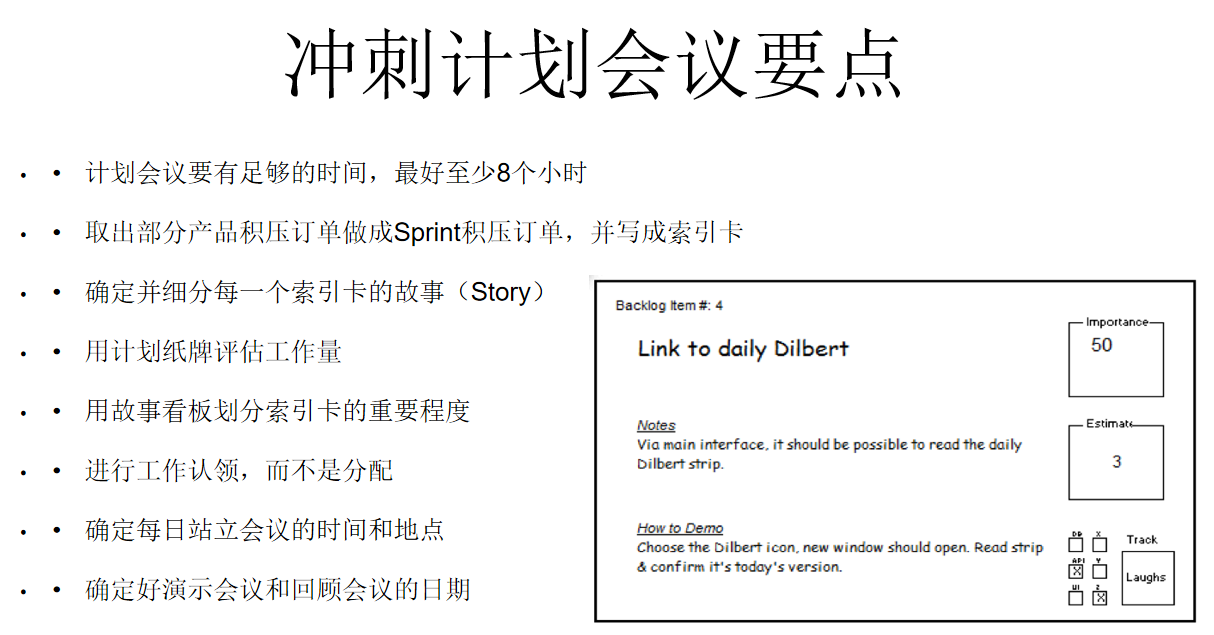 冲刺计划会议要点
• • 计划会议要有足够的时间，最好至少8个小时
• • 取出部分产品积压订单做成Sprint积压订单，并写成索引卡
• • 确定并细分每一个索引卡的故事（Story）
• • 用计划纸牌评估工作量
• • 用故事看板划分索引卡的重要程度
• • 进行工作认领，而不是分配
• • 确定每日站立会议的时间和地点
• • 确定好演示会议和回顾会议的日期
Backlog Item #: 4
Link to daily Dilbert
Importance
50
Estimate
3
Notes
Via main interface, it should be possible to read the daily
Dilbert strip.
How to Demo
Choose the Dilbert icon, new window should open. Read strip
& confirm it's today's version.
DB X
API Y
UI Z
Track
Laughs